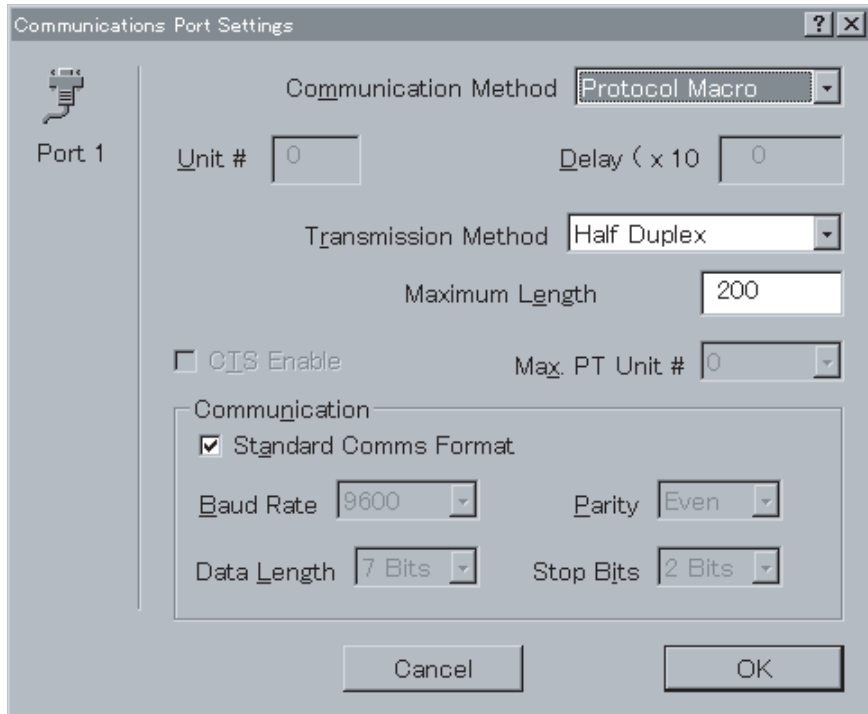 Communications Port Settings
Communication Method Protocol Macro
Port 1
Unit # 0 Delay ( x 10 0
Transmission Method Half Duplex
Maximum Length 200
CTS Enable Max. PT Unit # 0
Communication
Standard Comms Format
Baud Rate 9600 Parity Even
Data Length 7 Bits Stop Bits 2 Bits
Cancel OK